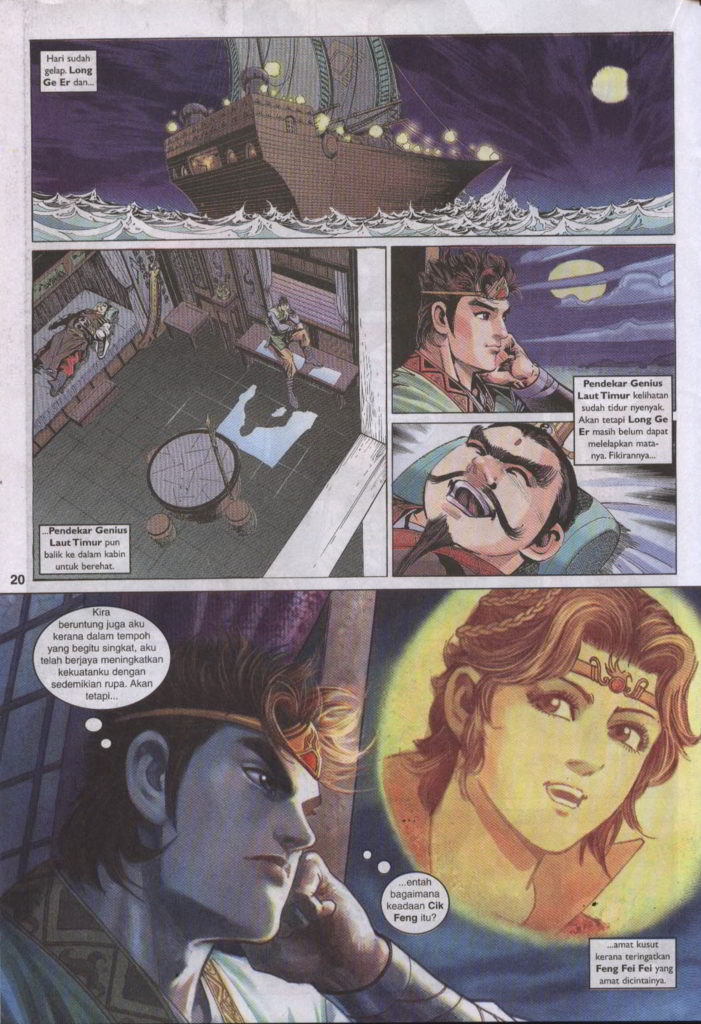 Hari sudah
gelap. Long
Ge Er dan...
...Pendekar Genius
Laut Timur pun
balik ke dalam kabin
untuk berehat.
Pendekar Genius
Laut Timur kelihatan
sudah tidur nyenyak.
Akan tetapi Long Ge
Er masih belum dapat
melelapkan mata-
nya. Fikirannya...
20
Kira
beruntung juga aku
kerana dalam tempoh
yang begitu singkat, aku
telah berjaya meningkatkan
kekuatanku dengan
sedemikian rupa. Akan
tetapi...
...entah
bagaimana
keadaan Cik
Feng itu?
...amat kusut
kerana teringatkan
Feng Fei Fei yang
amat dicintainya.